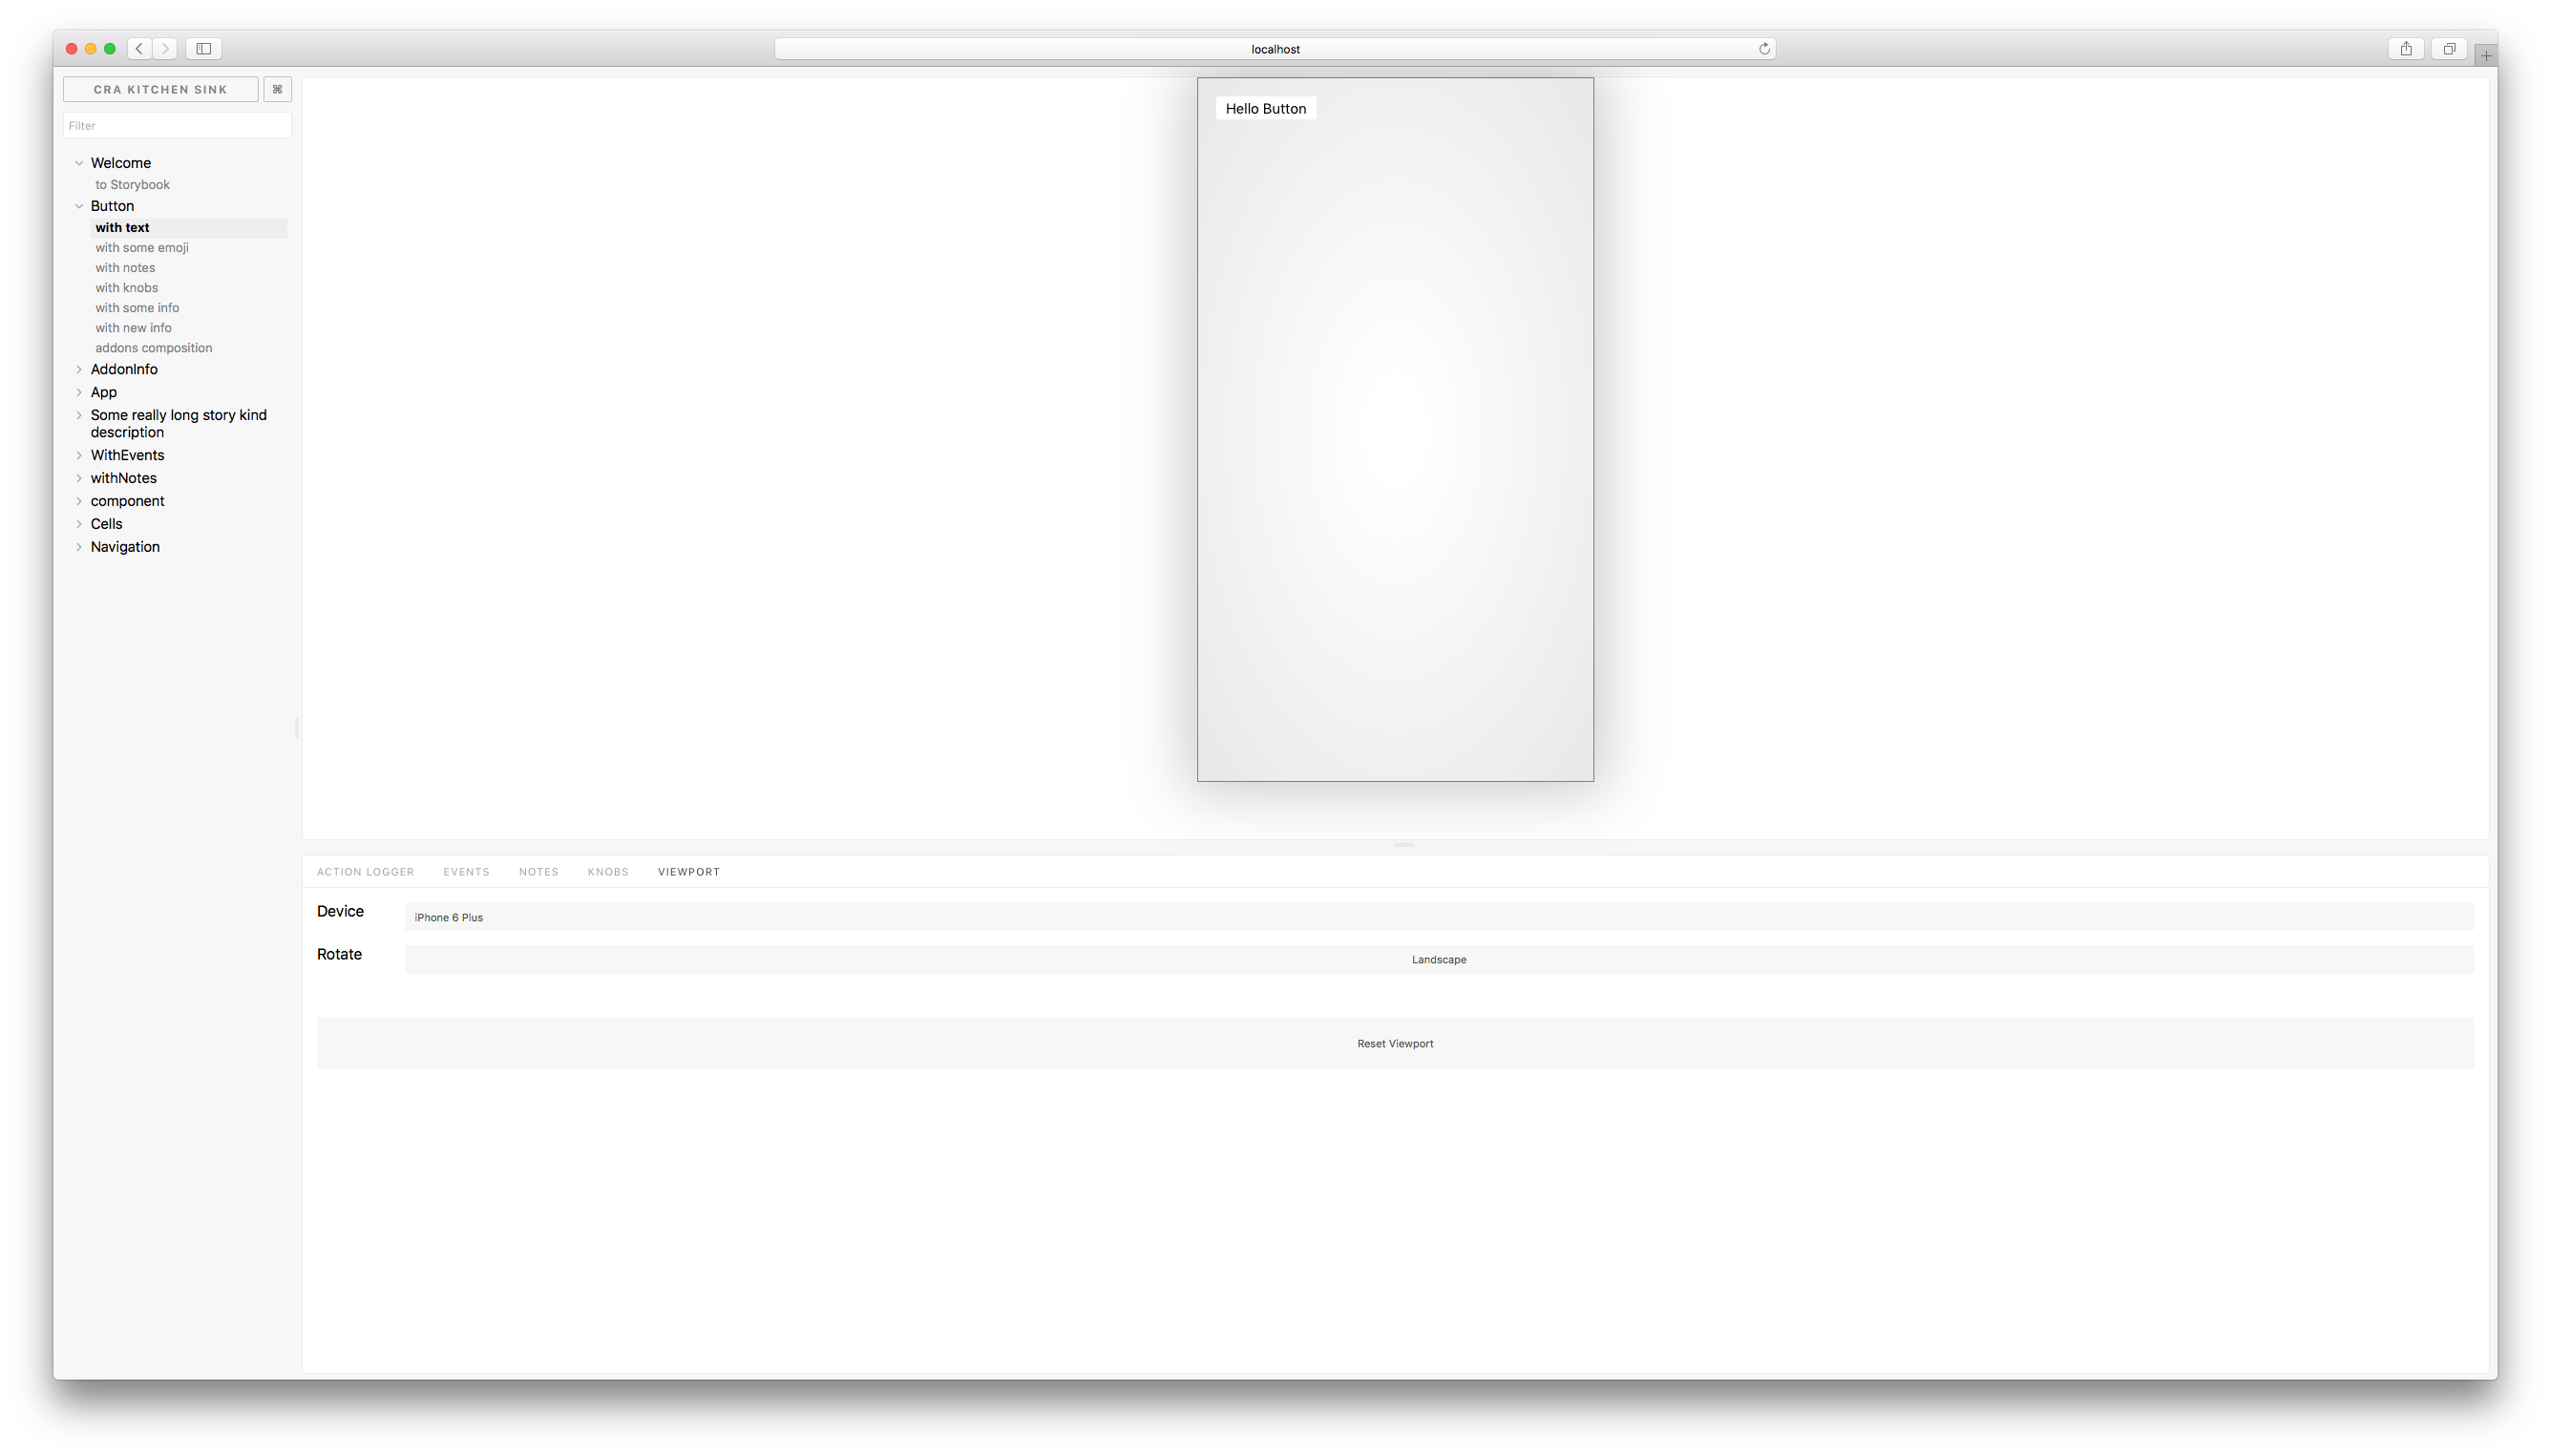 localhost
CRA KITCHEN SINK ⌘
Filter
Welcome
to Storybook
Button
with text
with some emoji
with notes
with knobs
with some info
with new info
addons composition
AddonInfo
App
Some really long story kind
description
WithEvents
withNotes
component
Cells
Navigation
Hello Button
ACTION LOGGER EVENTS NOTES KNOBS VIEWPORT
Device iPhone 6 Plus
Rotate Landscape
Reset Viewport